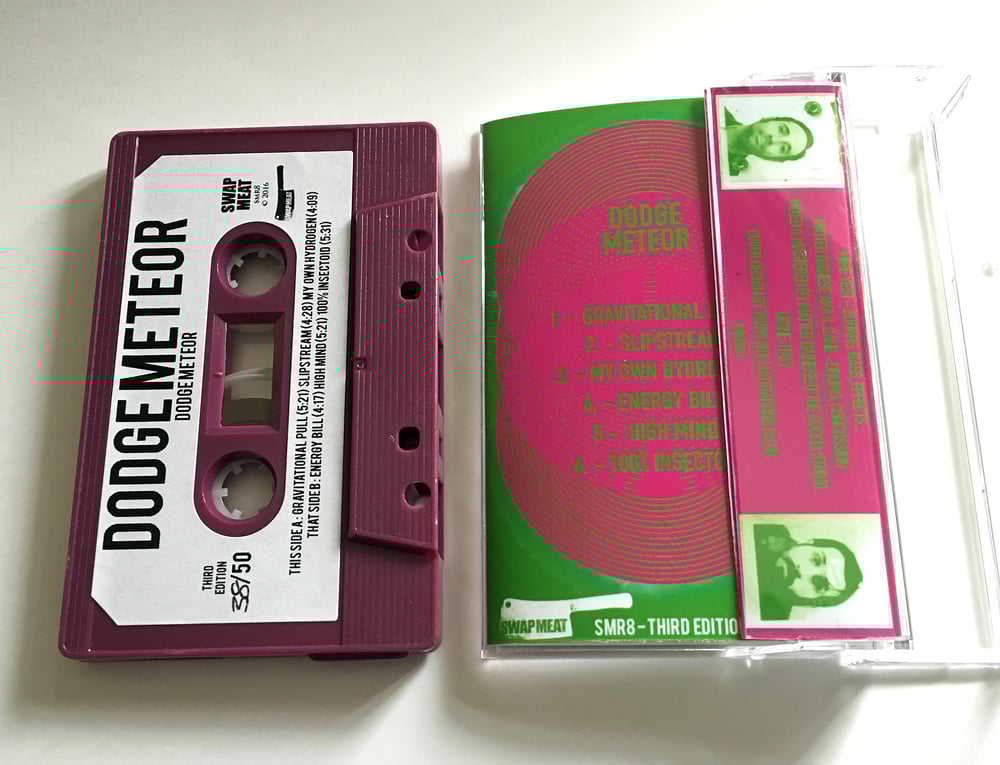 DODGE METEOR
DODGE METEOR
SWAP
MEAT
SMR8
© 2016
SWAPMEAT
THIS SIDE A: GRAVITATIONAL PULL (5:21) SLIPSTREAM (4:28) MY OWN HYDROGEN (4:09)
THAT SIDE B: ENERGY BILL (4:17) HIGH MIND (5:21) 100% INSECTOID (5:31)
THIRD
EDITION
38/50
DODGE
METEOR
1 - GRAVITATIONAL
2 - SLIPSTREAM
3 - MY OWN HYDRO
4 - ENERGY BIL
5 - HIGH MIND
6 - 100% INSECTO
SWAPMEAT
SMR8 - THIRD EDITIO